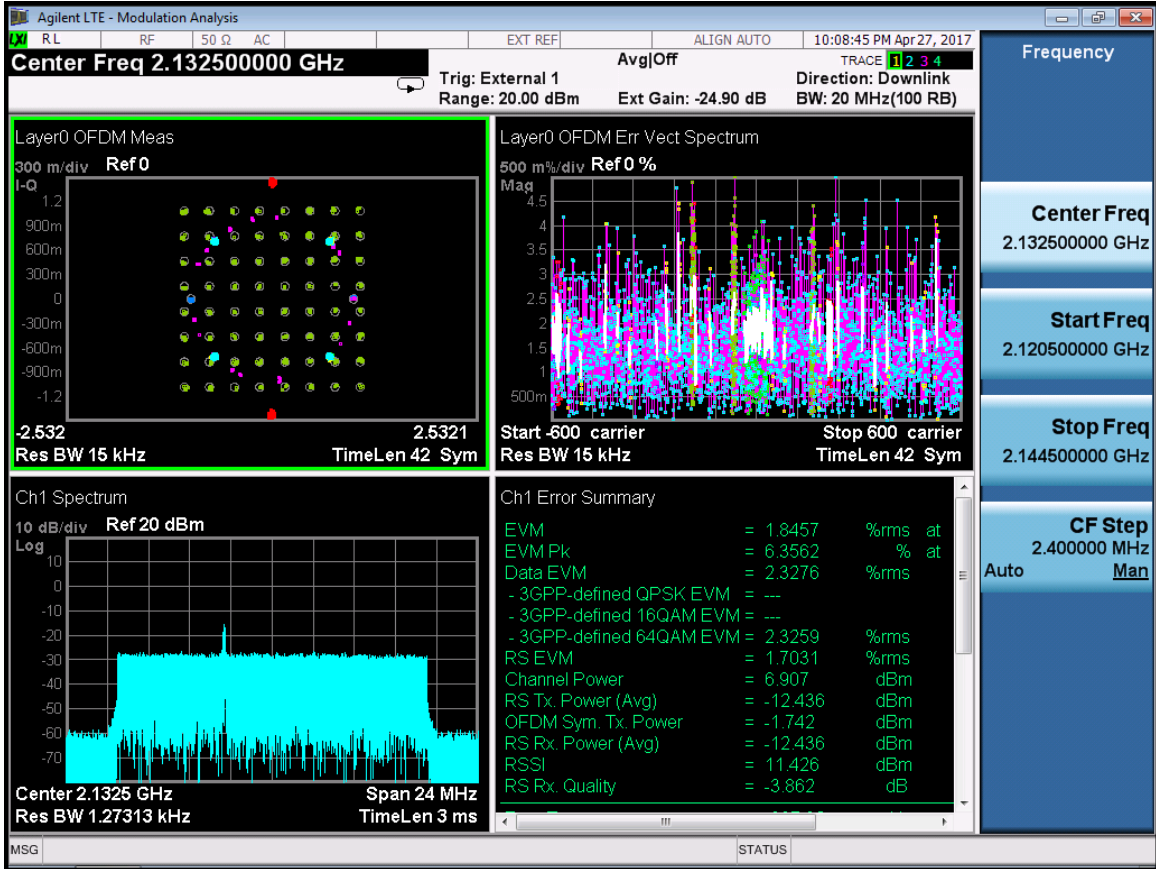 Agilent LTE - Modulation Analysis
LXI RL RF 50 Ω AC EXT REF ALIGN AUTO 10:08:45 PM Apr 27, 2017
Center Freq 2.132500000 GHz
Avg|Off
TRACE 1 2 3 4
Trig: External 1
Direction: Downlink
Range: 20.00 dBm Ext Gain: -24.90 dB BW: 20 MHz(100 RB)
Layer0 OFDM Meas
300 m/div Ref 0
I-Q
1.2
900m
600m
300m
0
-300m
-600m
-900m
-1.2
-2.532 2.5321
Res BW 15 kHz TimeLen 42 Sym
Layer0 OFDM Err Vect Spectrum
500 m%/div Ref 0 %
Mag
4.5
4
3.5
3
2.5
2
1.5
1
500m
Start -600 carrier Stop 600 carrier
Res BW 15 kHz TimeLen 42 Sym
Ch1 Spectrum
10 dB/div Ref 20 dBm
Log
10
0
-10
-20
-30
-40
-50
-60
-70
Center 2.1325 GHz Span 24 MHz
Res BW 1.27313 kHz TimeLen 3 ms
Ch1 Error Summary
EVM = 1.8457 %rms at
EVM Pk = 6.3562 % at
Data EVM = 2.3276 %rms
- 3GPP-defined QPSK EVM = ---
- 3GPP-defined 16QAM EVM = ---
- 3GPP-defined 64QAM EVM = 2.3259 %rms
RS EVM = 1.7031 %rms
Channel Power = 6.907 dBm
RS Tx. Power (Avg) = -12.436 dBm
OFDM Sym. Tx. Power = -1.742 dBm
RS Rx. Power (Avg) = -12.436 dBm
RSSI = 11.426 dBm
RS Rx. Quality = -3.862 dB
Frequency
Center Freq
2.132500000 GHz
Start Freq
2.120500000 GHz
Stop Freq
2.144500000 GHz
CF Step
2.400000 MHz
Auto Man
MSG STATUS